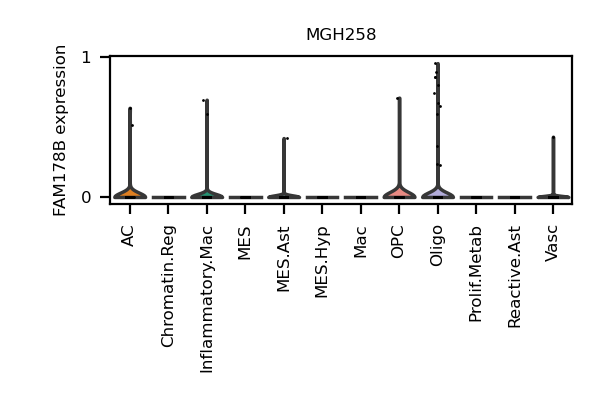 MGH258
FAM178B expression
1
0
AC
Chromatin.Reg
Inflammatory.Mac
MES
MES.Ast
MES.Hyp
Mac
OPC
Oligo
Prolif.Metab
Reactive.Ast
Vasc